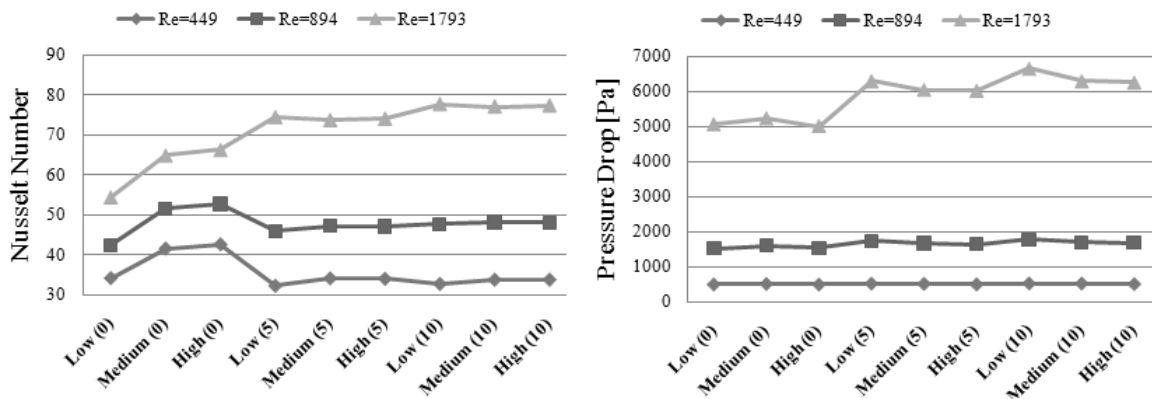 Re=449 Re=894 Re=1793
Nusselt Number
90
80
70
60
50
40
30
Low (0)
Medium (0)
High (0)
Low (5)
Medium (5)
High (5)
Low (10)
Medium (10)
High (10)
Re=449 Re=894 Re=1793
Pressure Drop [Pa]
7000
6000
5000
4000
3000
2000
1000
0
Low (0)
Medium (0)
High (0)
Low (5)
Medium (5)
High (5)
Low (10)
Medium (10)
High (10)